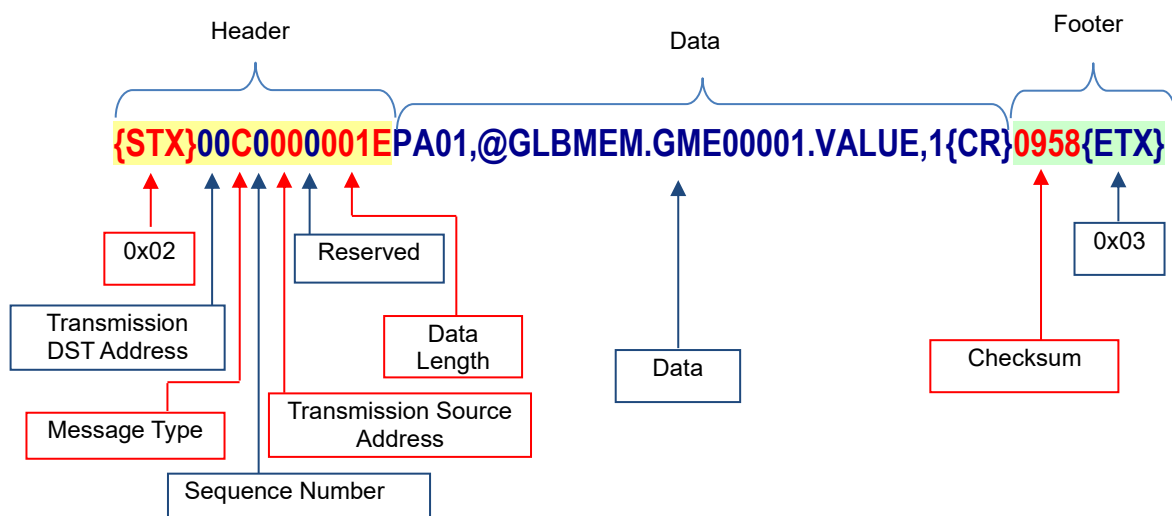 Header
Data
Footer
{STX}00C0000001EPA01,@GLBMEM.GME00001.VALUE,1{CR}0958{ETX}
0x02
Reserved
0x03
Transmission
DST Address
Data
Length
Data
Checksum
Message Type
Transmission Source
Address
Sequence Number